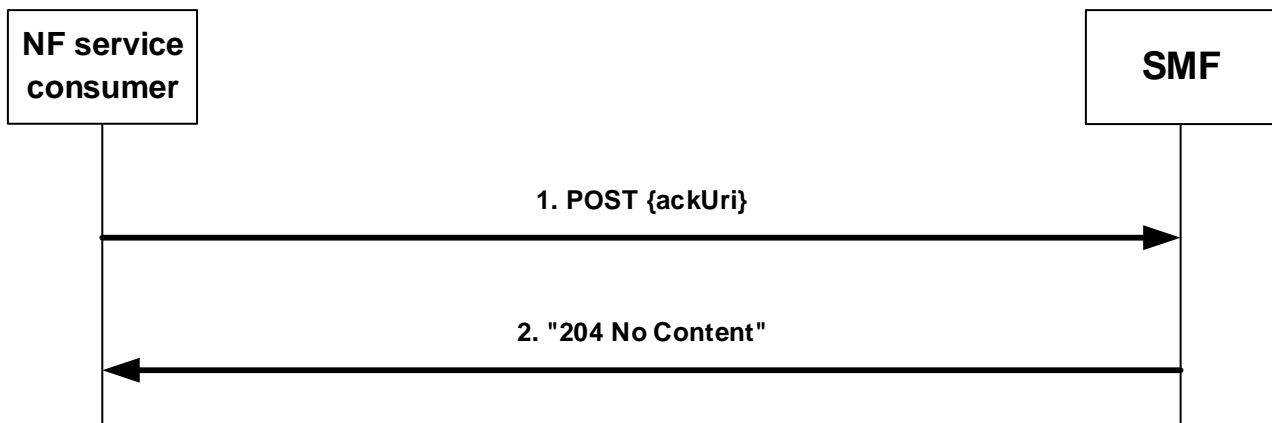 NF service
consumer
SMF
1. POST {ackUri}
2. "204 No Content"